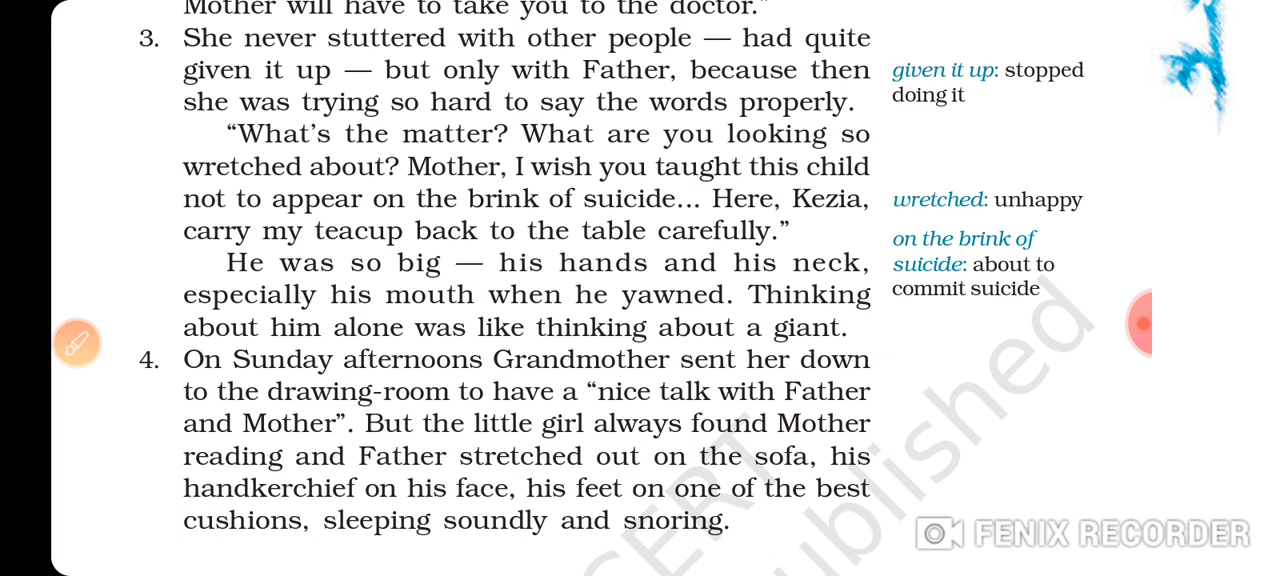 Mother will have to take you to the doctor."
3. She never stuttered with other people — had quite
given it up — but only with Father, because then
she was trying so hard to say the words properly.
"What's the matter? What are you looking so
wretched about? Mother, I wish you taught this child
not to appear on the brink of suicide... Here, Kezia,
carry my teacup back to the table carefully."
He was so big — his hands and his neck,
especially his mouth when he yawned. Thinking
about him alone was like thinking about a giant.
4. On Sunday afternoons Grandmother sent her down
to the drawing-room to have a "nice talk with Father
and Mother". But the little girl always found Mother
reading and Father stretched out on the sofa, his
handkerchief on his face, his feet on one of the best
cushions, sleeping soundly and snoring.
given it up: stopped
doing it
wretched: unhappy
on the brink of
suicide: about to
commit suicide
FENIX RECORDER